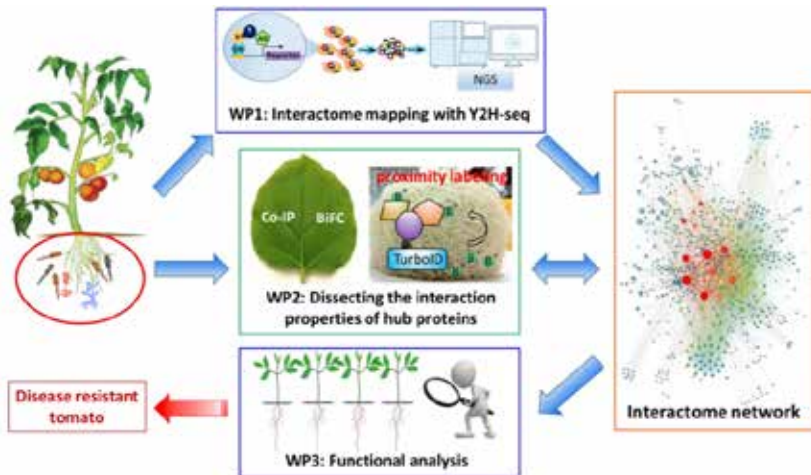 NGS
WP1: Interactome mapping with Y2H-seq
Co-IP
BiFC
proximity labeling
TurboID
WP2: Dissecting the interaction
properties of hub proteins
Interactome network
Disease resistant
tomato
WP3: Functional analysis